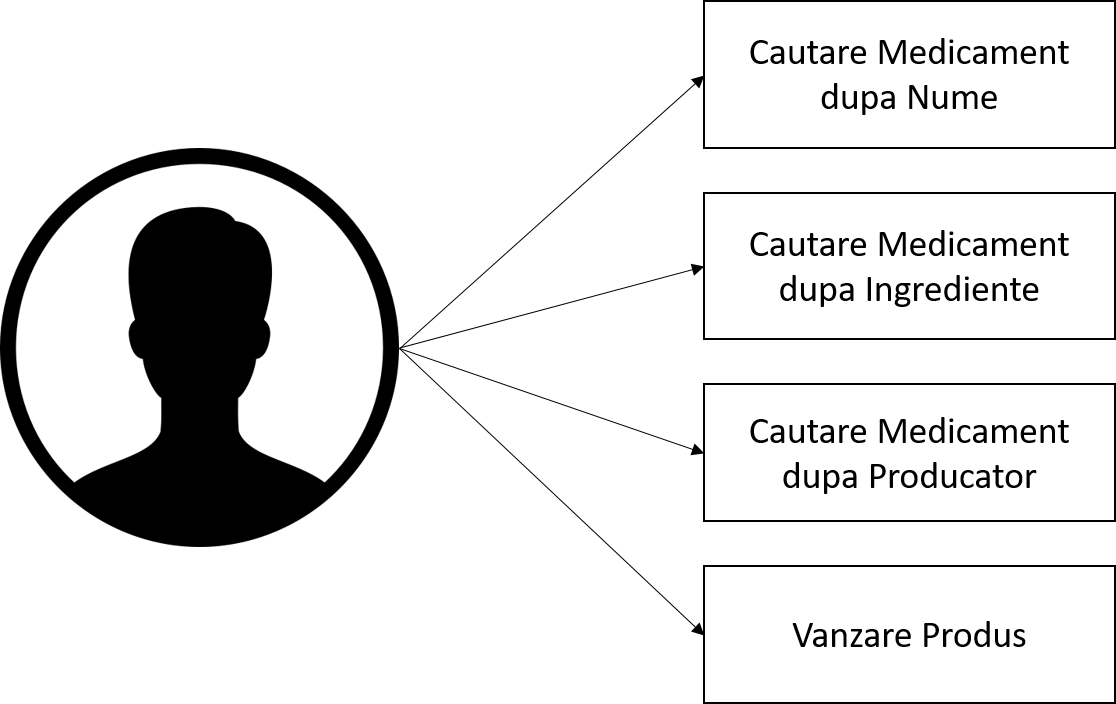 Cautare Medicament
dupa Nume
Cautare Medicament
dupa Ingrediente
Cautare Medicament
dupa Producator
Vanzare Produs